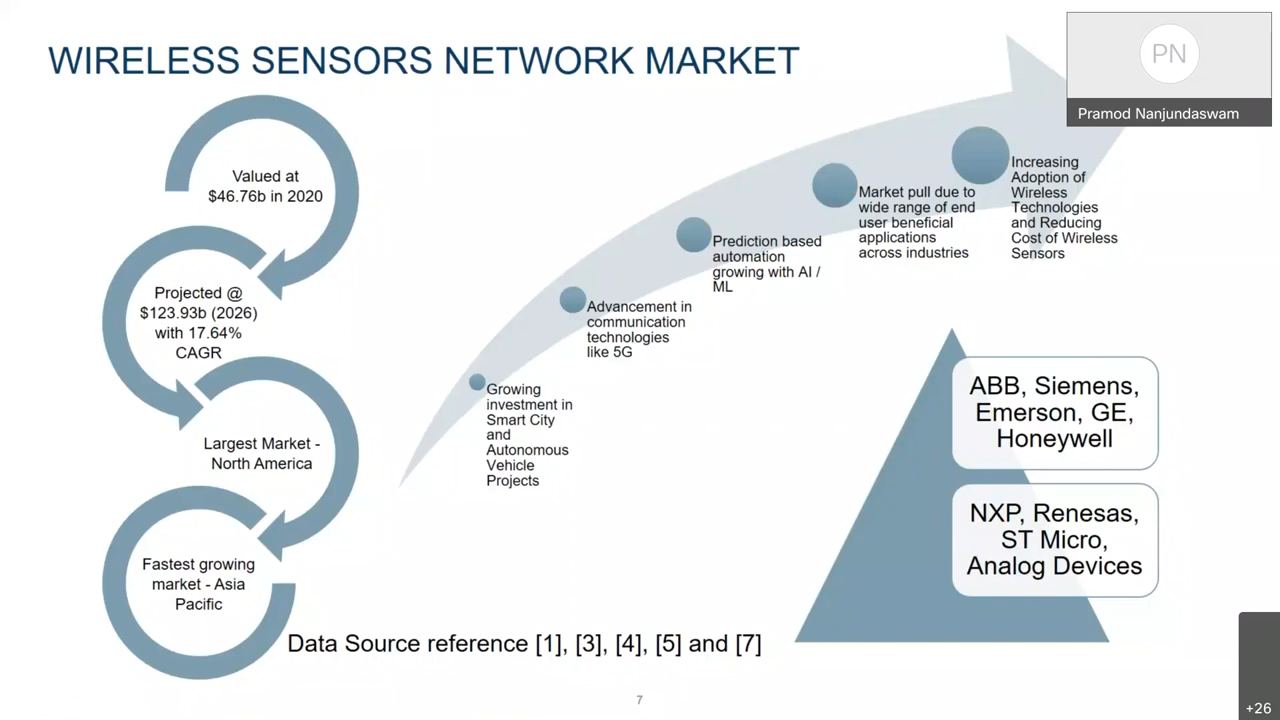 WIRELESS SENSORS NETWORK MARKET
PN
Pramod Nanjundaswam
Valued at
$46.76b in 2020
Projected @
$123.93b (2026)
with 17.64%
CAGR
Largest Market -
North America
Fastest growing
market - Asia
Pacific
Growing
investment in
Smart City
and
Autonomous
Vehicle
Projects
Advancement in
communication
technologies
like 5G
Prediction based
automation
growing with AI /
ML
Market pull due to
wide range of end
user beneficial
applications
across industries
Increasing
Adoption of
Wireless
Technologies
and Reducing
Cost of Wireless
Sensors
ABB, Siemens,
Emerson, GE,
Honeywell
NXP, Renesas,
ST Micro,
Analog Devices
Data Source reference [1], [3], [4], [5] and [7]
7
+26